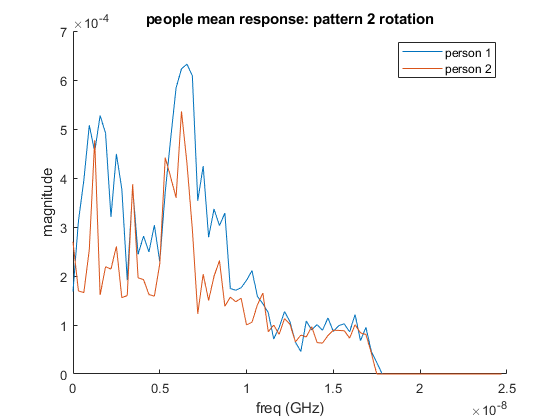 people mean response: pattern 2 rotation
×10⁻⁴
7
6
5
4
3
2
1
0
magnitude
person 1
person 2
0 0.5 1 1.5 2 2.5
freq (GHz)
×10⁻⁸